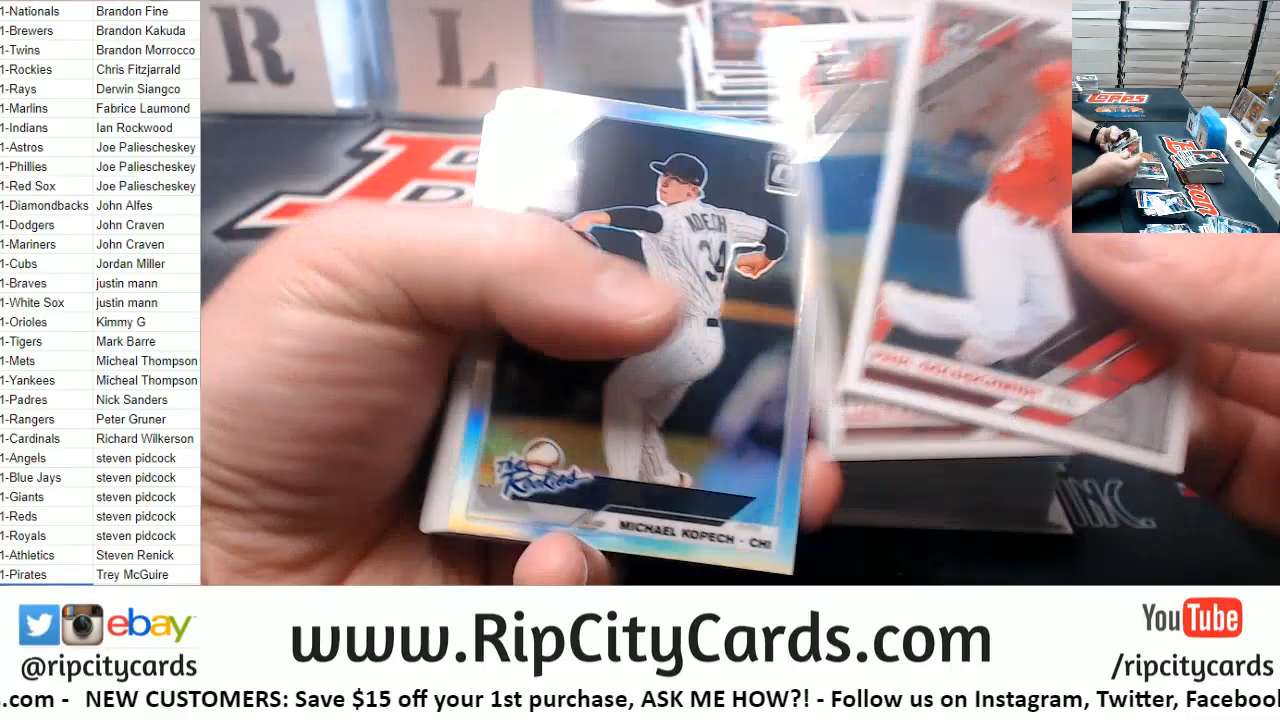 1-Nationals Brandon Fine
1-Brewers Brandon Kakuda
1-Twins Brandon Morrocco
1-Rockies Chris Fitzjarrald
1-Rays Derwin Siangco
1-Marlins Fabrice Laumond
1-Indians Ian Rockwood
1-Astros Joe Paliescheskey
1-Phillies Joe Paliescheskey
1-Red Sox Joe Paliescheskey
1-Diamondbacks John Alfes
1-Dodgers John Craven
1-Mariners John Craven
1-Cubs Jordan Miller
1-Braves justin mann
1-White Sox justin mann
1-Orioles Kimmy G
1-Tigers Mark Barre
1-Mets Micheal Thompson
1-Yankees Micheal Thompson
1-Padres Nick Sanders
1-Rangers Peter Gruner
1-Cardinals Richard Wilkerson
1-Angels steven pidcock
1-Blue Jays steven pidcock
1-Giants steven pidcock
1-Reds steven pidcock
1-Royals steven pidcock
1-Athletics Steven Renick
1-Pirates Trey McGuire
R L
TOPPS
34
The Rookies
MICHAEL KOPECH - CHI
PAUL GOLDSCHMIDT
INC
ebay
@ripcitycards
www.RipCityCards.com
YouTube
/ripcitycards
s.com - NEW CUSTOMERS: Save $15 off your 1st purchase, ASK ME HOW?! - Follow us on Instagram, Twitter, Facebook